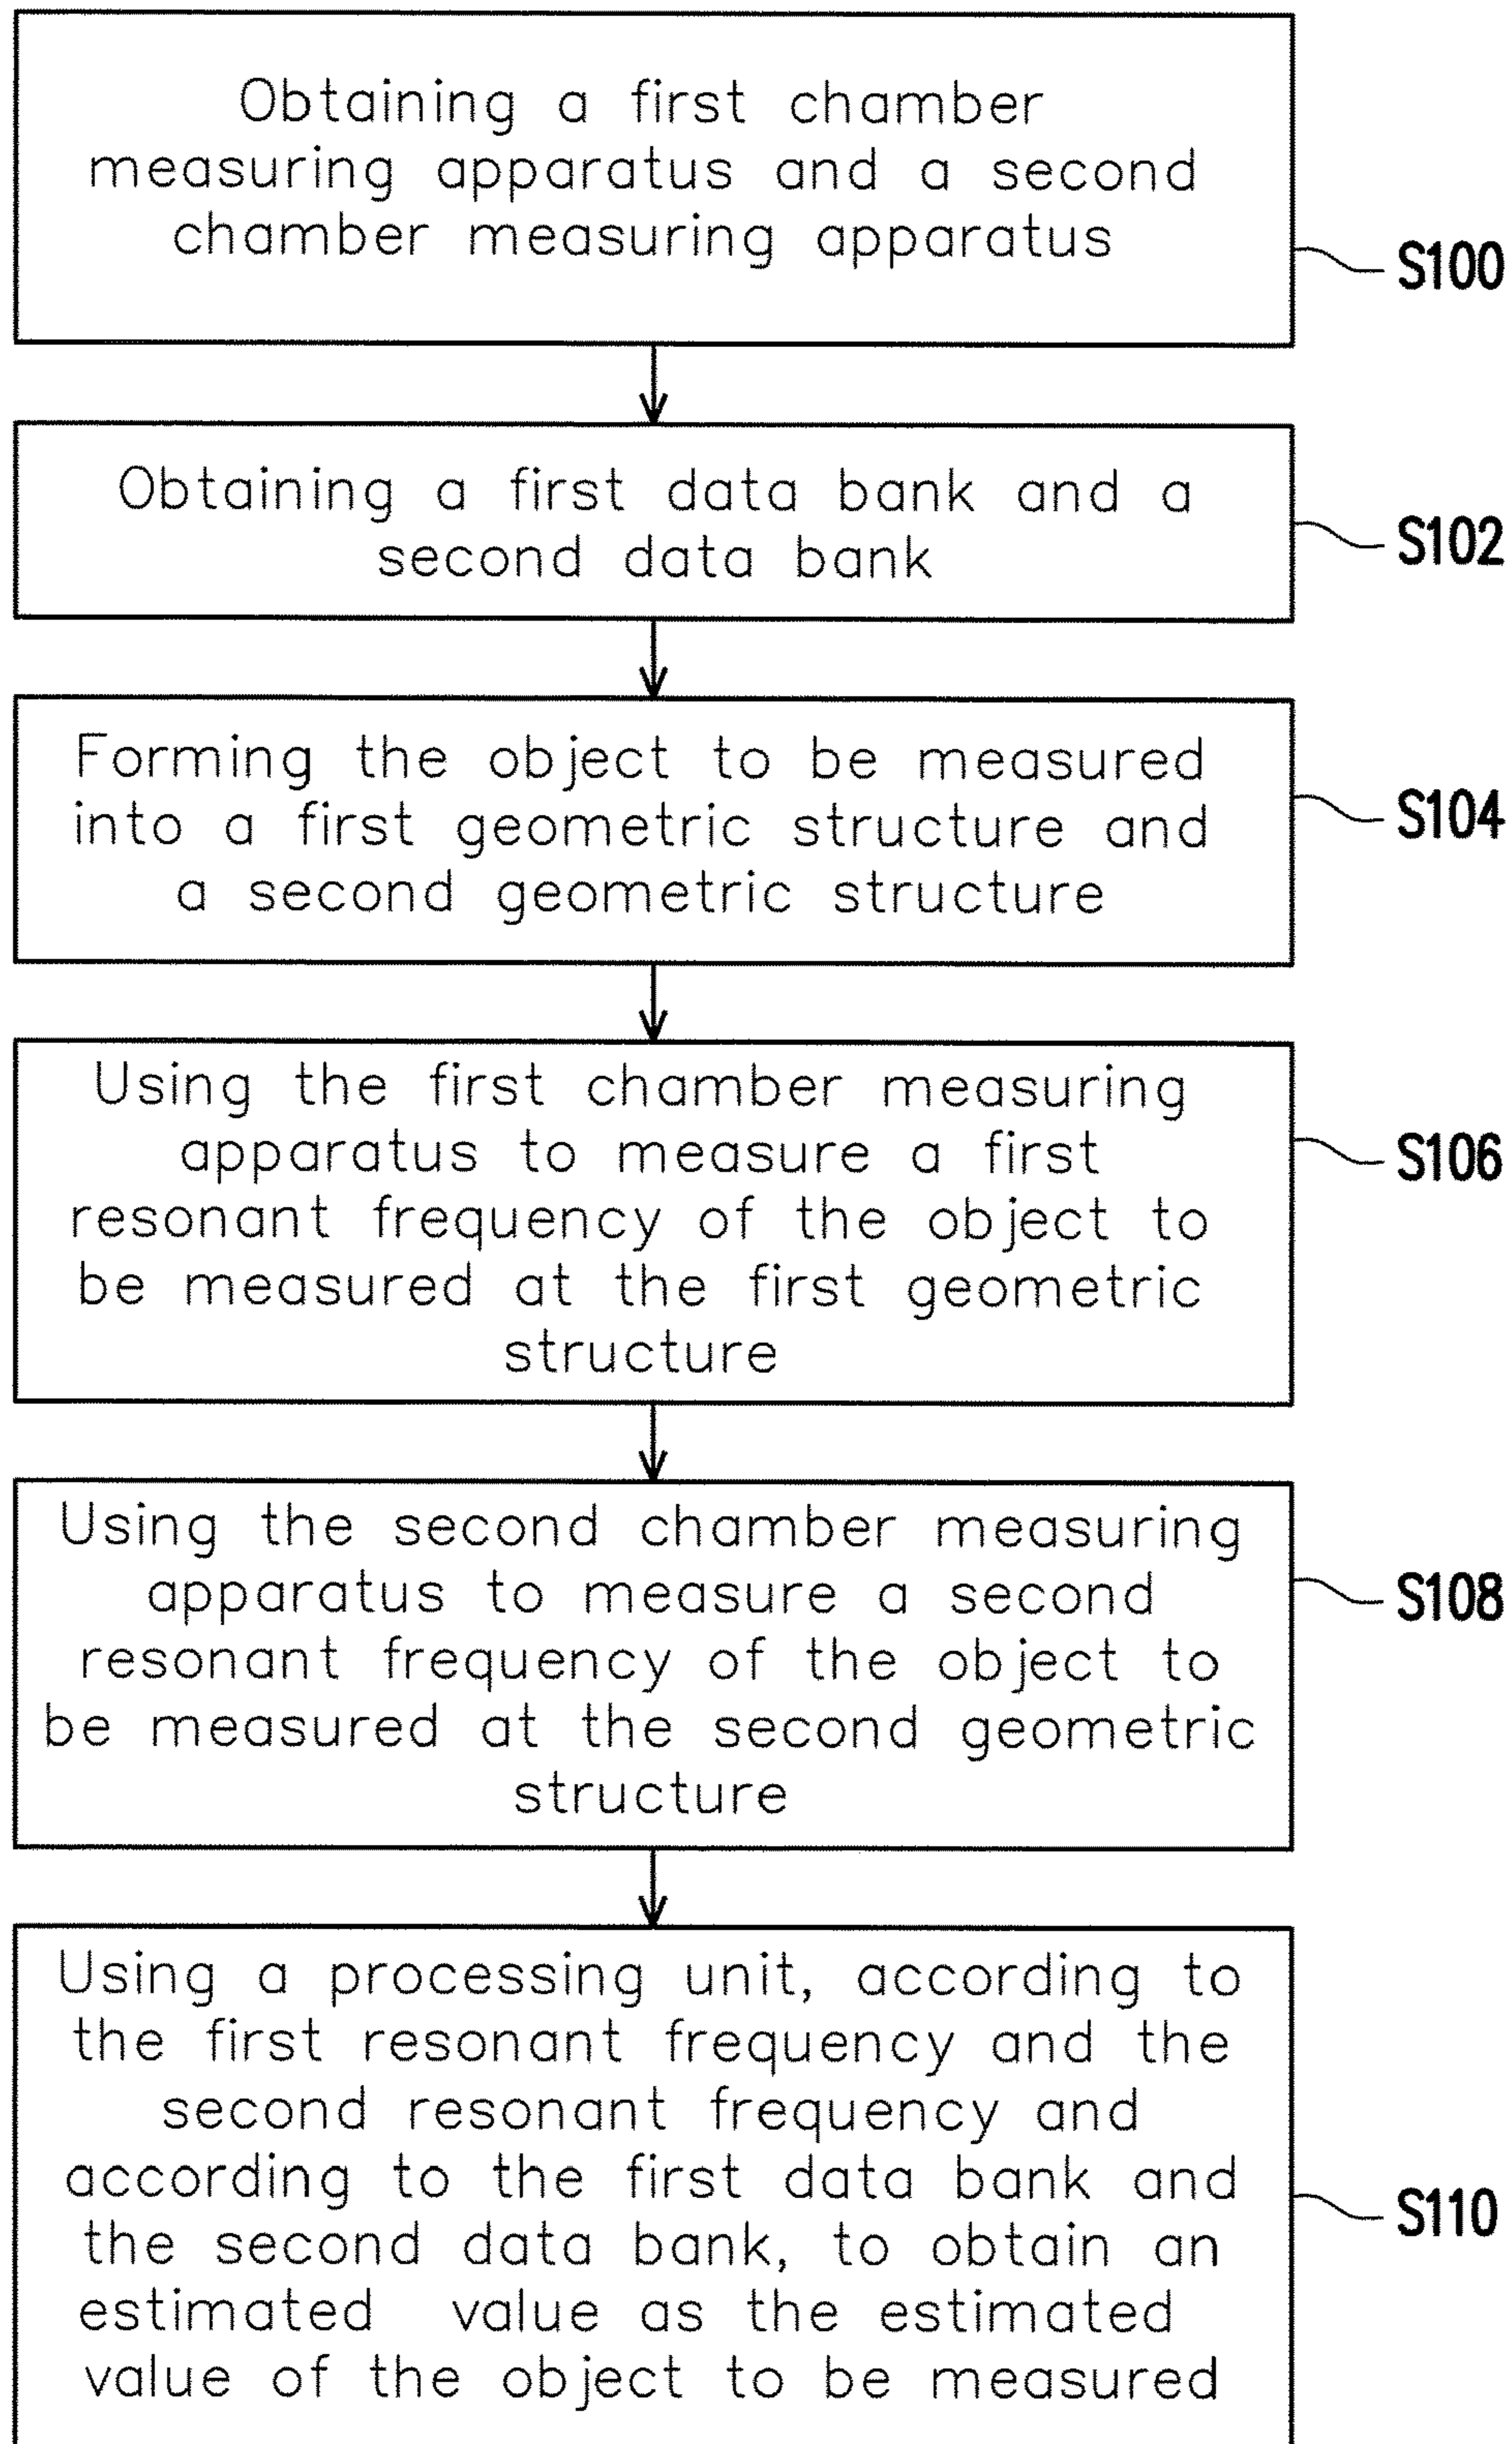 Obtaining a first chamber
measuring apparatus and a second
chamber measuring apparatus
S100
Obtaining a first data bank and a
second data bank
S102
Forming the object to be measured
into a first geometric structure and
a second geometric structure
S104
Using the first chamber measuring
apparatus to measure a first
resonant frequency of the object to
be measured at the first geometric
structure
S106
Using the second chamber measuring
apparatus to measure a second
resonant frequency of the object to
be measured at the second geometric
structure
S108
Using a processing unit, according to
the first resonant frequency and the
second resonant frequency and
according to the first data bank and
the second data bank, to obtain an
estimated value as the estimated
value of the object to be measured
S110